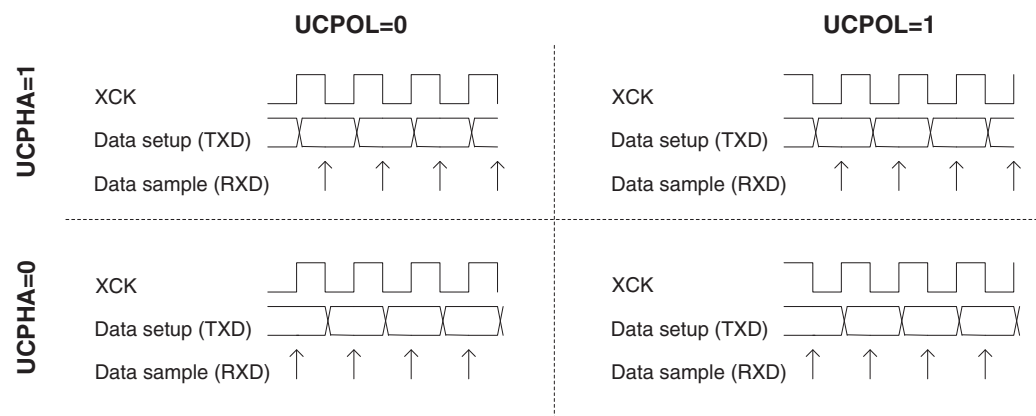 UCPOL=0
UCPOL=1
UCPHA=1
XCK
Data setup (TXD)
Data sample (RXD)
XCK
Data setup (TXD)
Data sample (RXD)
UCPHA=0
XCK
Data setup (TXD)
Data sample (RXD)
XCK
Data setup (TXD)
Data sample (RXD)